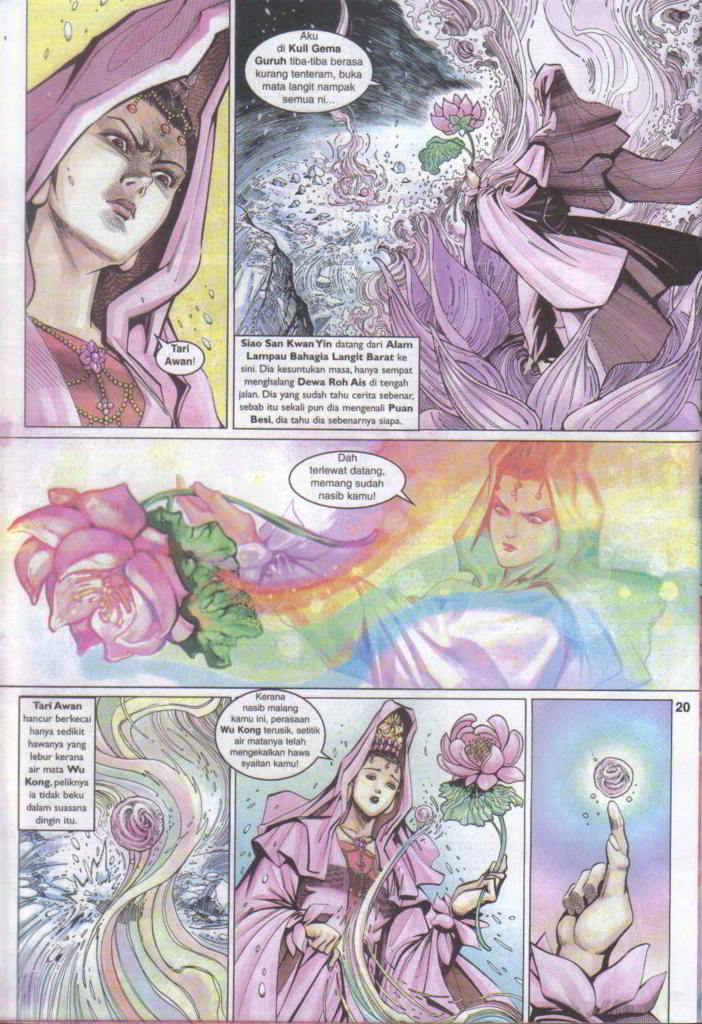 Aku
di Kuil Gema
Guruh tiba-tiba berasa
kurang tenteram, buka
mata langit nampak
semua ni...
Tari
Awan!
Siao San Kwan Yin datang dari Alam
Lampau Bahagia Langit Barat ke
sini. Dia kesuntukan masa, hanya sempat
menghalang Dewa Roh Ais di tengah
jalan. Dia yang sudah tahu cerita sebenar,
sebab itu sekali pun dia mengenali Puan
Besi, dia tahu dia sebenarnya siapa.
Dah
terlewat datang,
memang sudah
nasib kamu!
Tari Awan
hancur berkecai
hanya sedikit
hawanya yang
lebur kerana
air mata Wu
Kong, peliknya
ia tidak beku
dalam suasana
dingin itu.
Kerana
nasib malang
kamu ini, perasaan
Wu Kong terusik, setitik
air matanya telah
mengekalkan hawa
syaitan kamu!
20